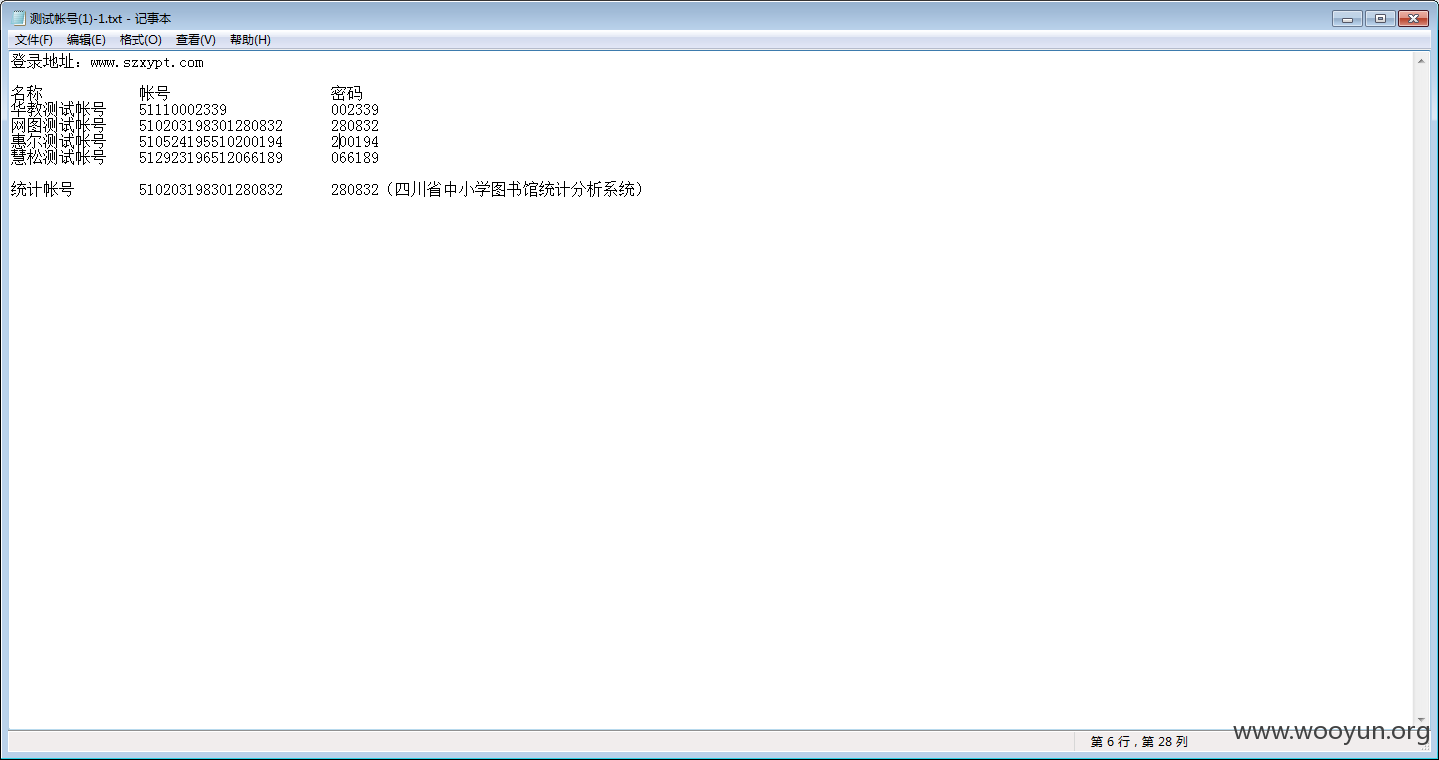 测试帐号(1)-1.txt - 记事本
文件(F) 编辑(E) 格式(O) 查看(V) 帮助(H)
登录地址：www.szxypt.com
名称 帐号 密码
华教测试帐号 51110002339 002339
网图测试帐号 510203198301280832 280832
惠尔测试帐号 510524195510200194 200194
慧松测试帐号 512923196512066189 066189
统计帐号 510203198301280832 280832（四川省中小学图书馆统计分析系统）
www.wooyun.org
第 6 行，第 28 列